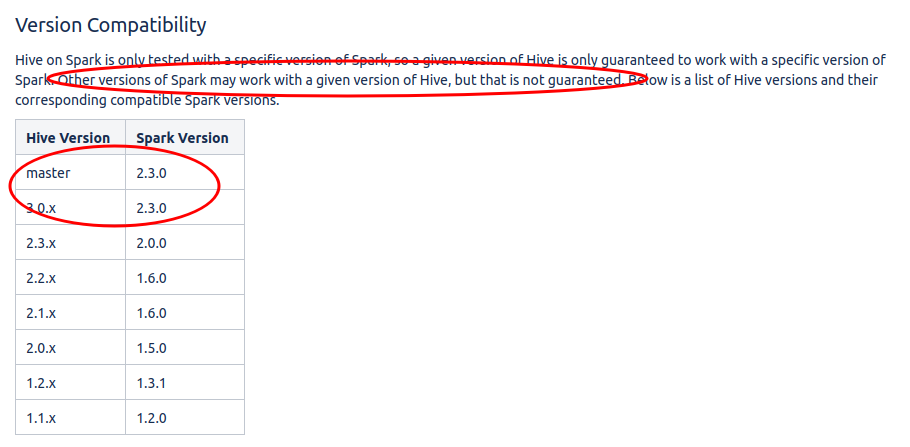 Version Compatibility
Hive on Spark is only tested with a specific version of Spark, so a given version of Hive is only guaranteed to work with a specific version of
Spark. Other versions of Spark may work with a given version of Hive, but that is not guaranteed. Below is a list of Hive versions and their
corresponding compatible Spark versions.
Hive Version Spark Version
master 2.3.0
3.0.x 2.3.0
2.3.x 2.0.0
2.2.x 1.6.0
2.1.x 1.6.0
2.0.x 1.5.0
1.2.x 1.3.1
1.1.x 1.2.0